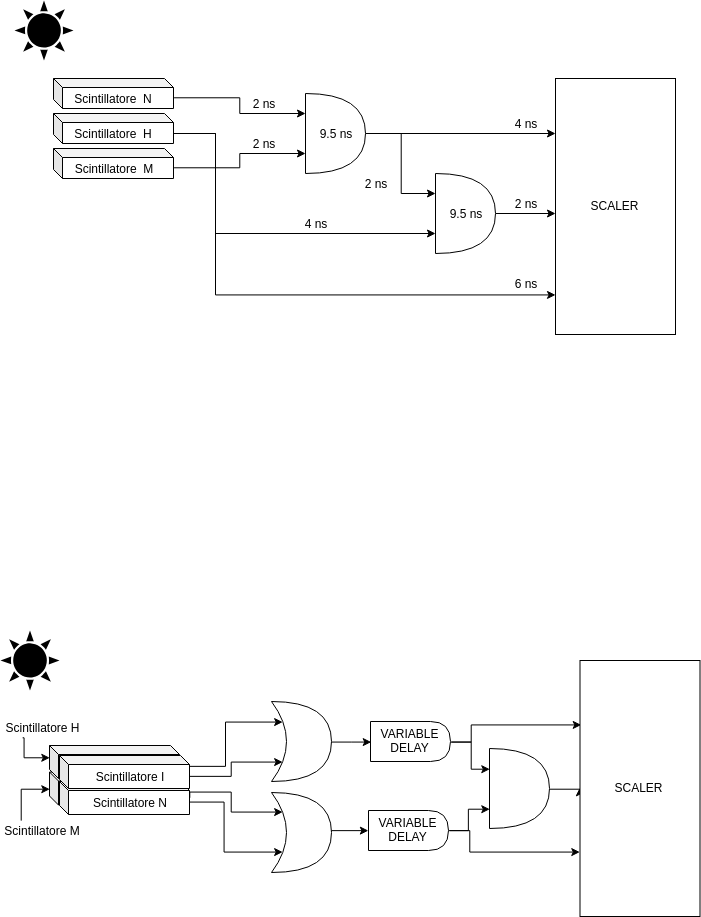 Scintillatore N
2 ns
Scintillatore H
2 ns
Scintillatore M
9.5 ns
4 ns
2 ns
9.5 ns
2 ns
4 ns
6 ns
SCALER
Scintillatore H
Scintillatore I
Scintillatore N
Scintillatore M
VARIABLE
DELAY
VARIABLE
DELAY
SCALER